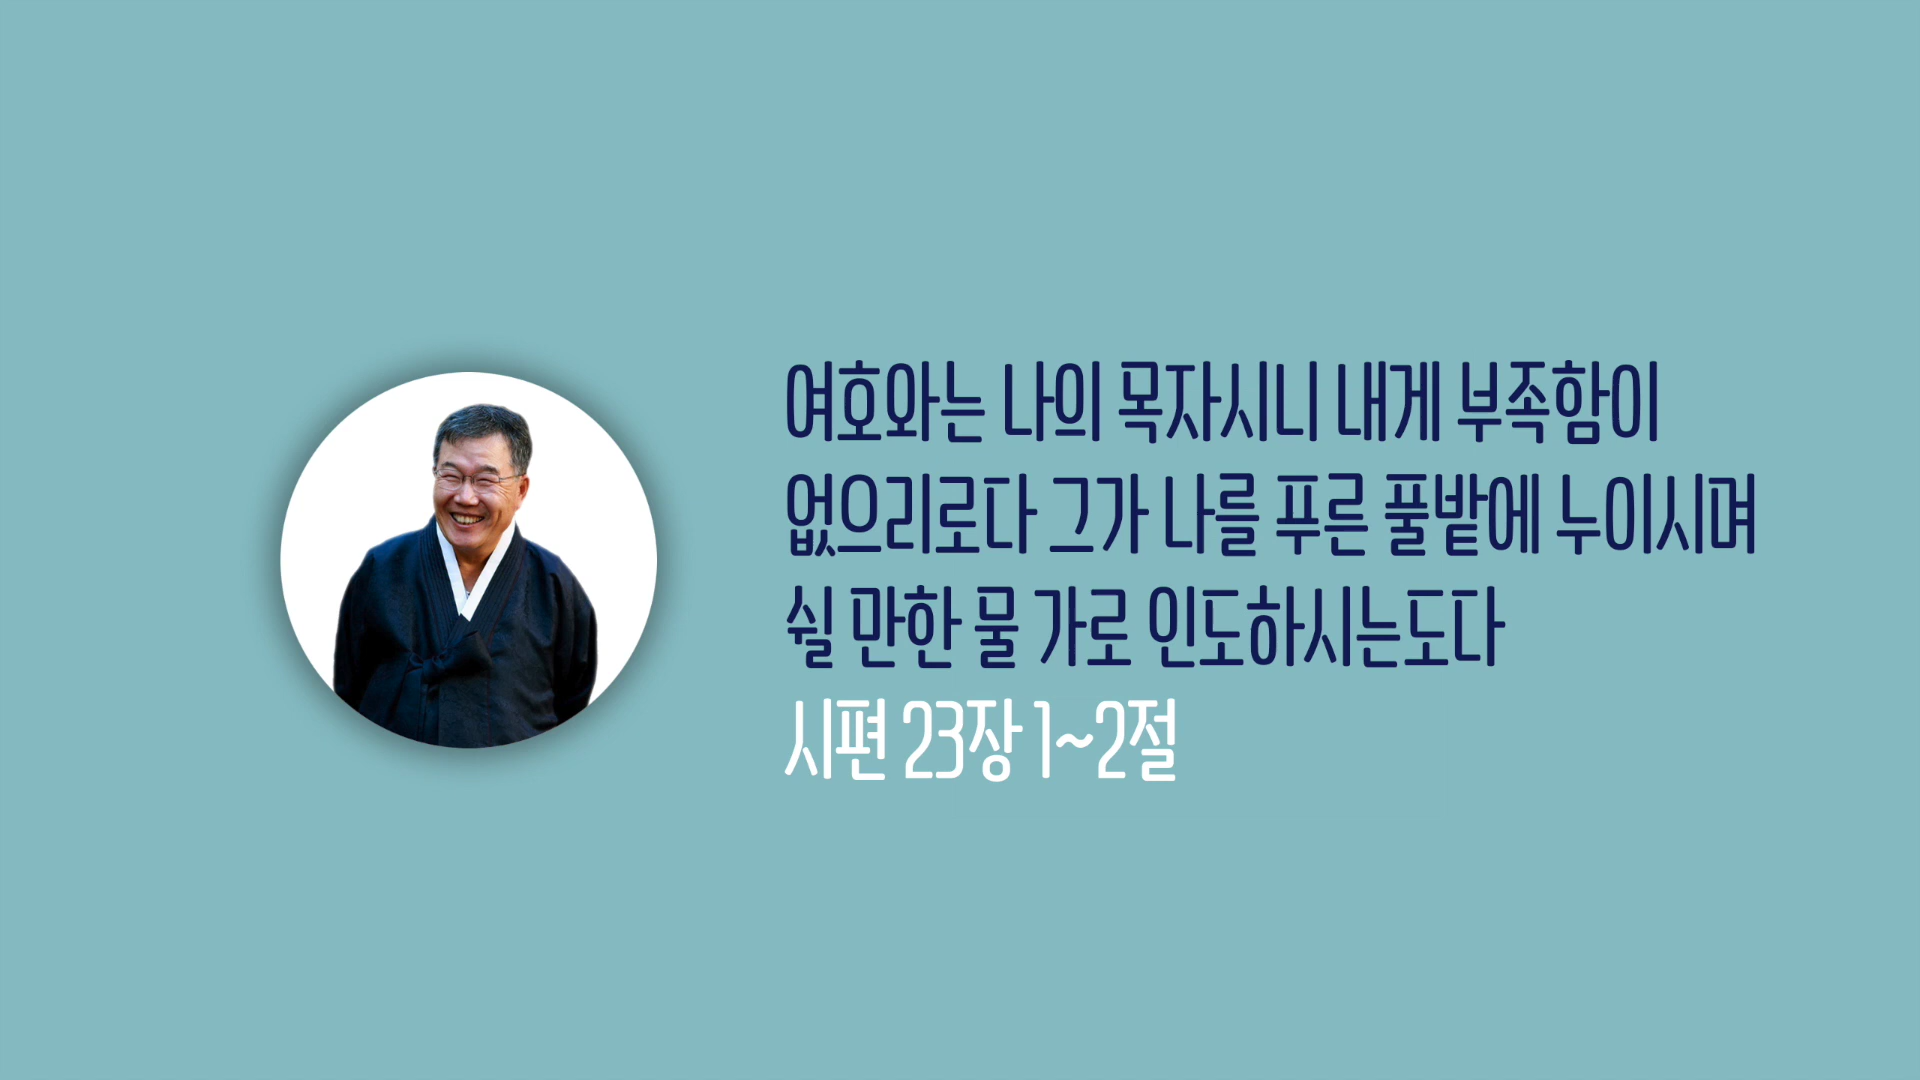 여호와는 나의 목자시니 내게 부족함이
없으리로다 그가 나를 푸른 풀밭에 누이시며
쉴 만한 물 가로 인도하시는도다
시편 23장 1~2절